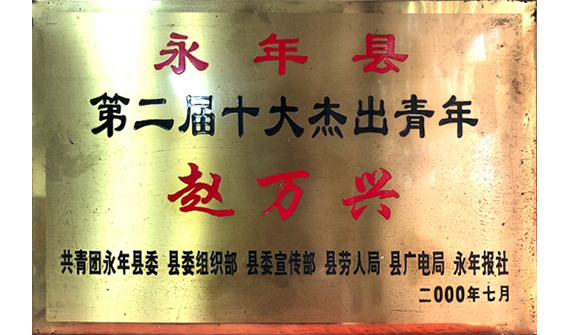 永年县
第二届十大杰出青年
赵万兴
共青团永年县委 县委组织部 县委宣传部 县劳人局 县广电局 永年报社
二000年七月